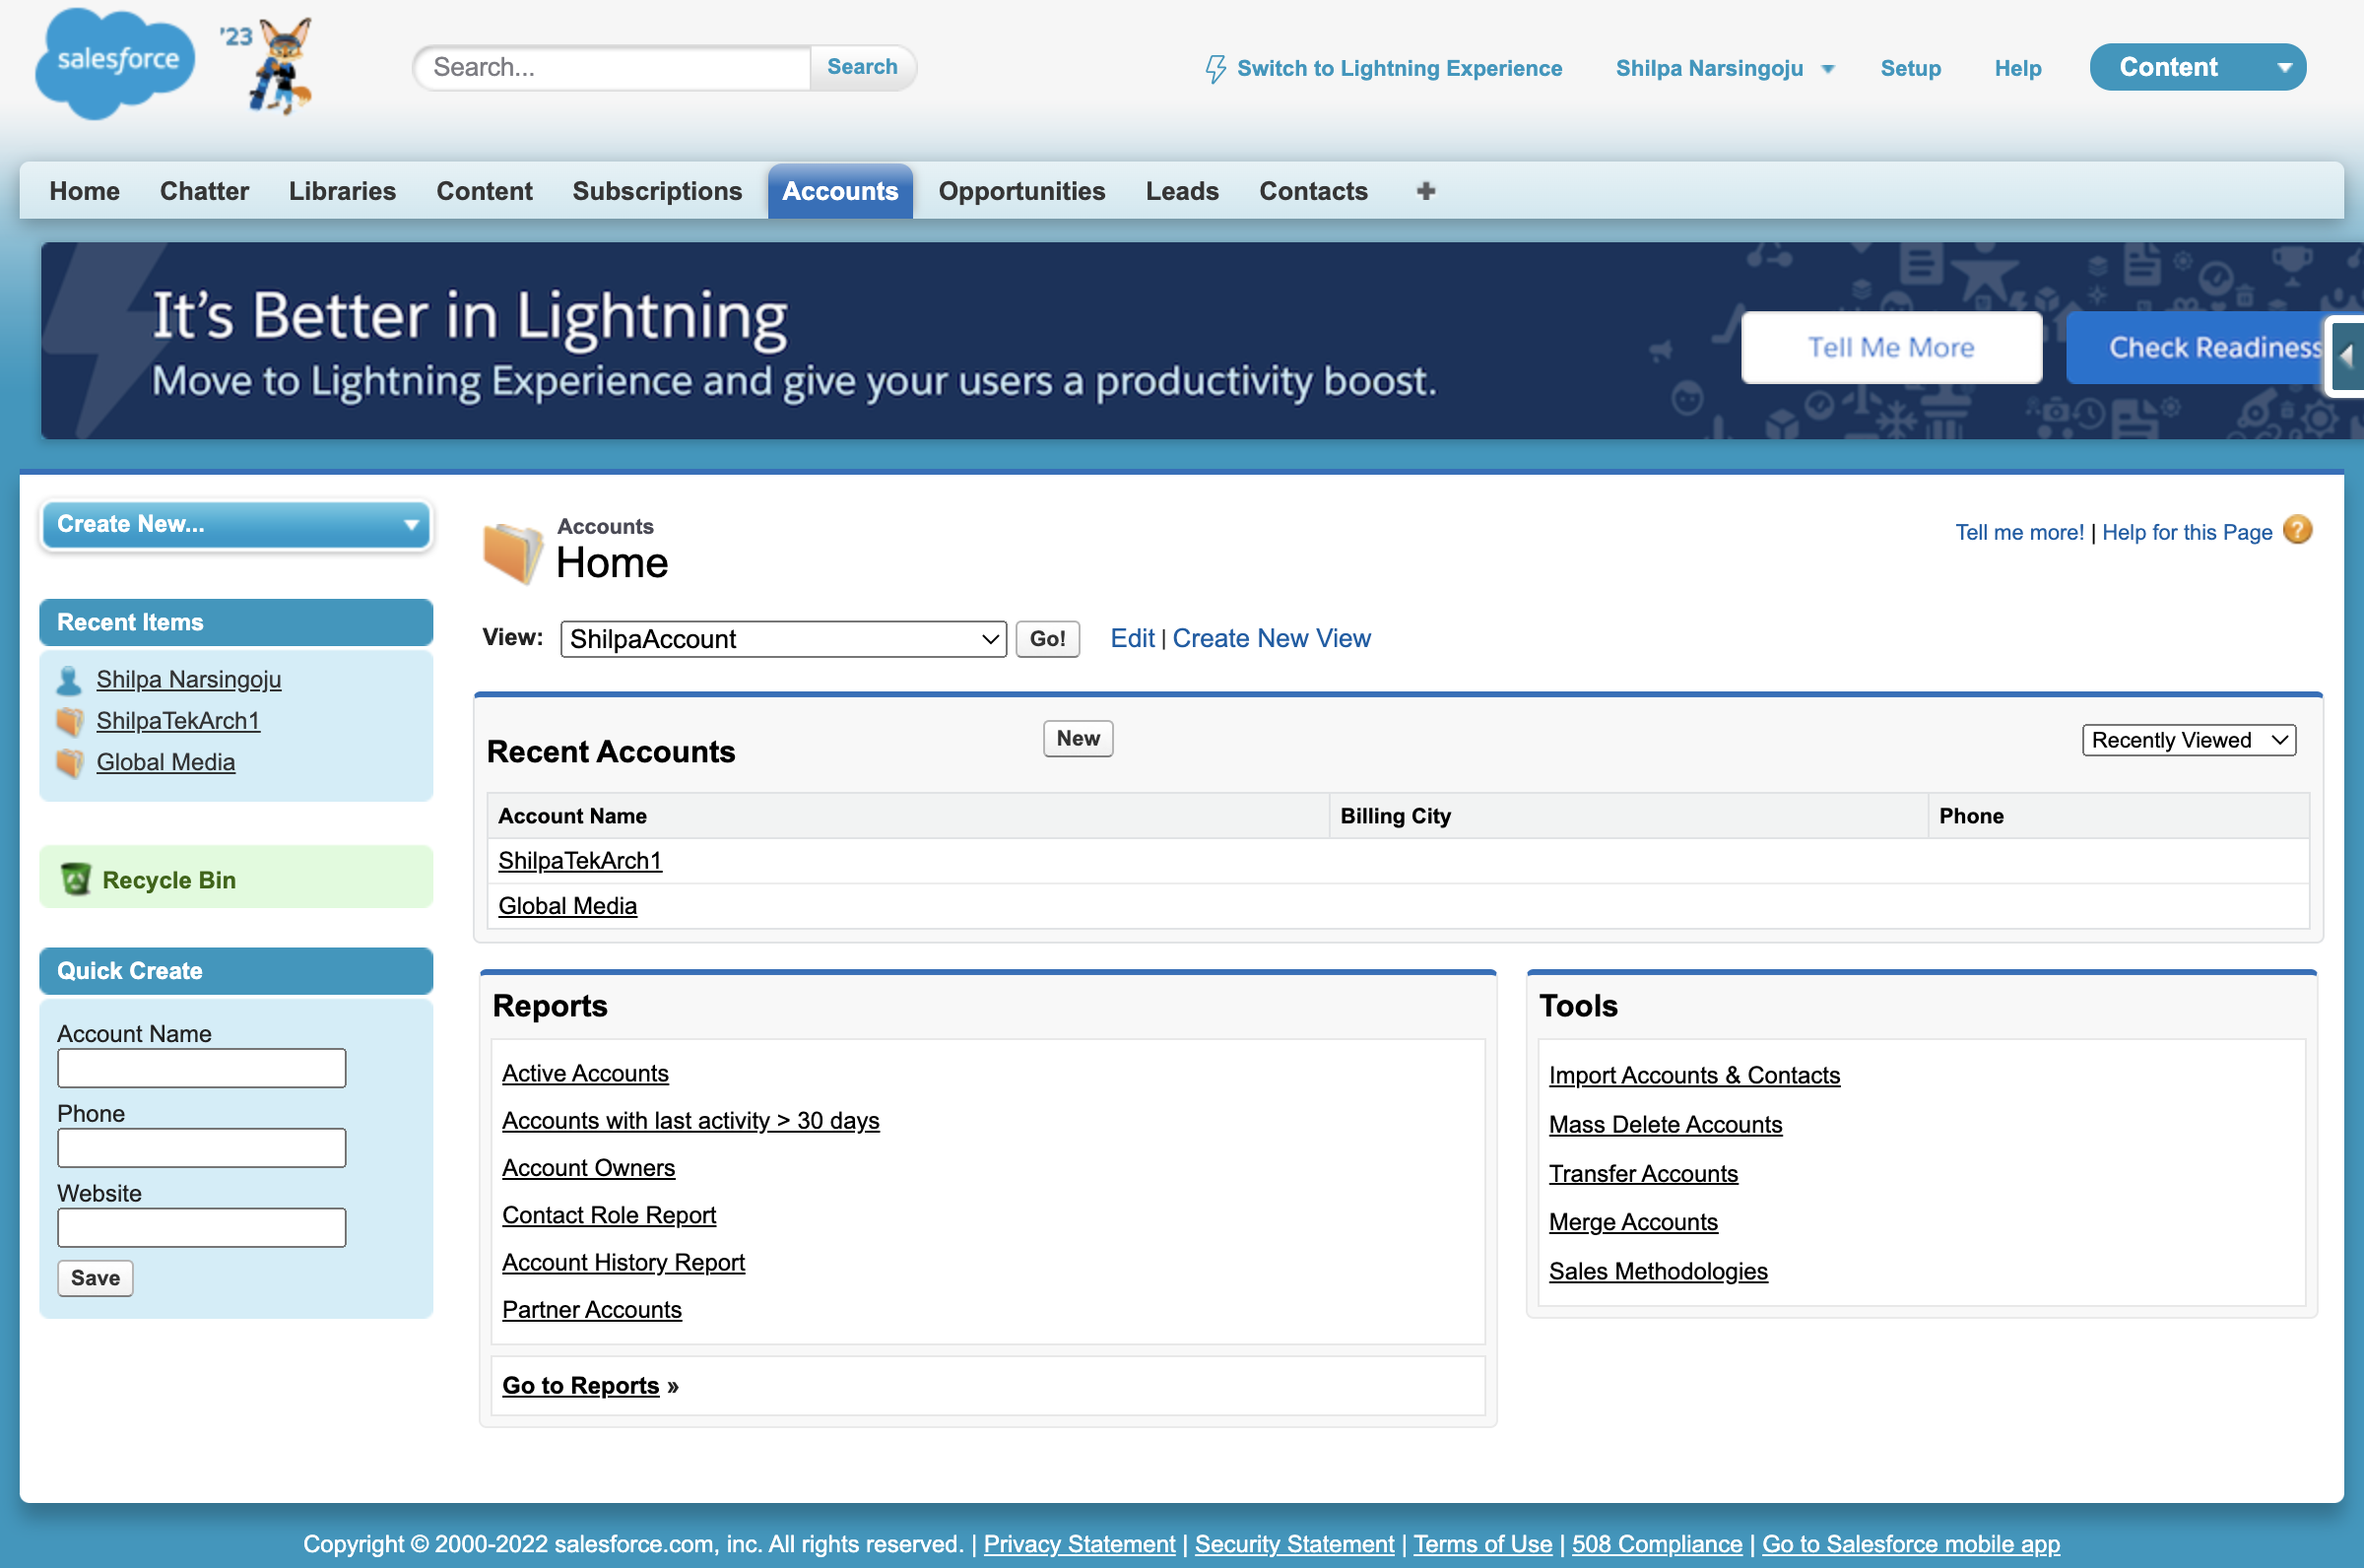 salesforce
'23
Search...
Search
Switch to Lightning Experience
Shilpa Narsingoju
Setup
Help
Content
Home
Chatter
Libraries
Content
Subscriptions
Accounts
Opportunities
Leads
Contacts
It's Better in Lightning
Move to Lightning Experience and give your users a productivity boost.
Tell Me More
Check Readiness
Create New...
Recent Items
Shilpa Narsingoju
ShilpaTekArch1
Global Media
Recycle Bin
Quick Create
Account Name
Phone
Website
Save
Accounts
Home
Tell me more! | Help for this Page ?
View: ShilpaAccount Go! Edit | Create New View
Recent Accounts New Recently Viewed
Account Name Billing City Phone
ShilpaTekArch1
Global Media
Reports
Active Accounts
Accounts with last activity > 30 days
Account Owners
Contact Role Report
Account History Report
Partner Accounts
Go to Reports »
Tools
Import Accounts & Contacts
Mass Delete Accounts
Transfer Accounts
Merge Accounts
Sales Methodologies
Copyright © 2000-2022 salesforce.com, inc. All rights reserved. | Privacy Statement | Security Statement | Terms of Use | 508 Compliance | Go to Salesforce mobile app